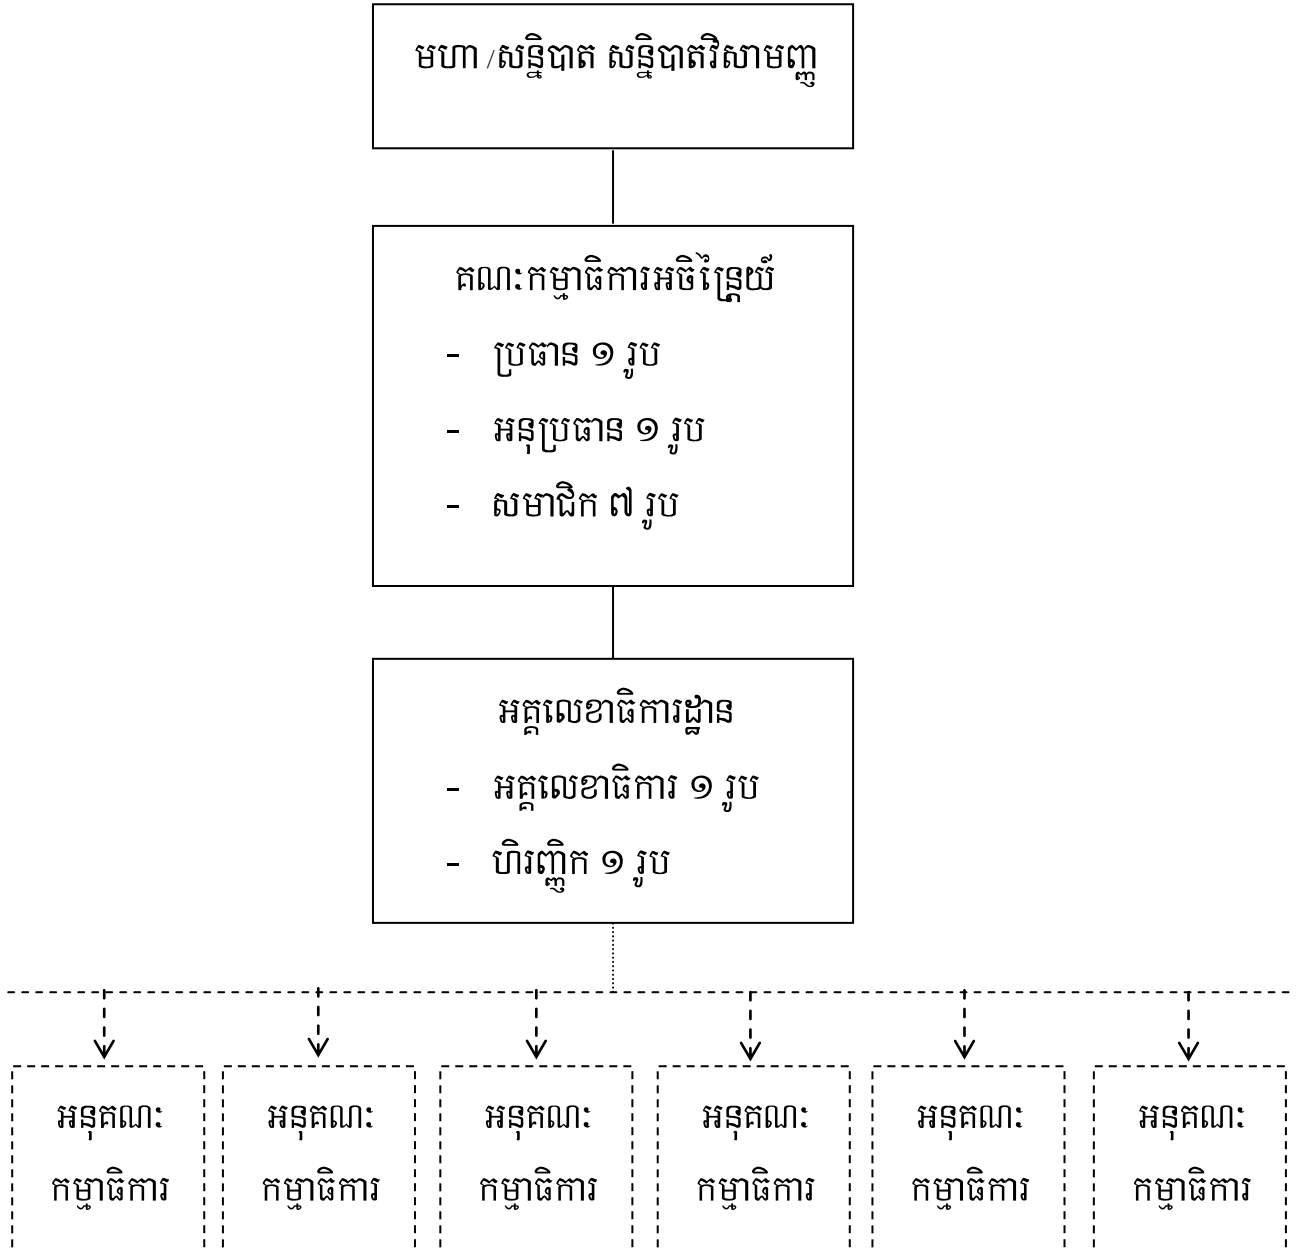 មហា /សន្និបាត សន្និបាតវិសាមញ្ញ
គណៈកម្មាធិការអចិន្ត្រៃយ៍
- ប្រធាន ១ រូប
- អនុប្រធាន ១ រូប
- សមាជិក ៧ រូប
អគ្គលេខាធិការដ្ឋាន
- អគ្គលេខាធិការ ១ រូប
- ហិរញ្ញិក ១ រូប
អនុគណៈ
កម្មាធិការ
អនុគណៈ
កម្មាធិការ
អនុគណៈ
កម្មាធិការ
អនុគណៈ
កម្មាធិការ
អនុគណៈ
កម្មាធិការ
អនុគណៈ
កម្មាធិការ